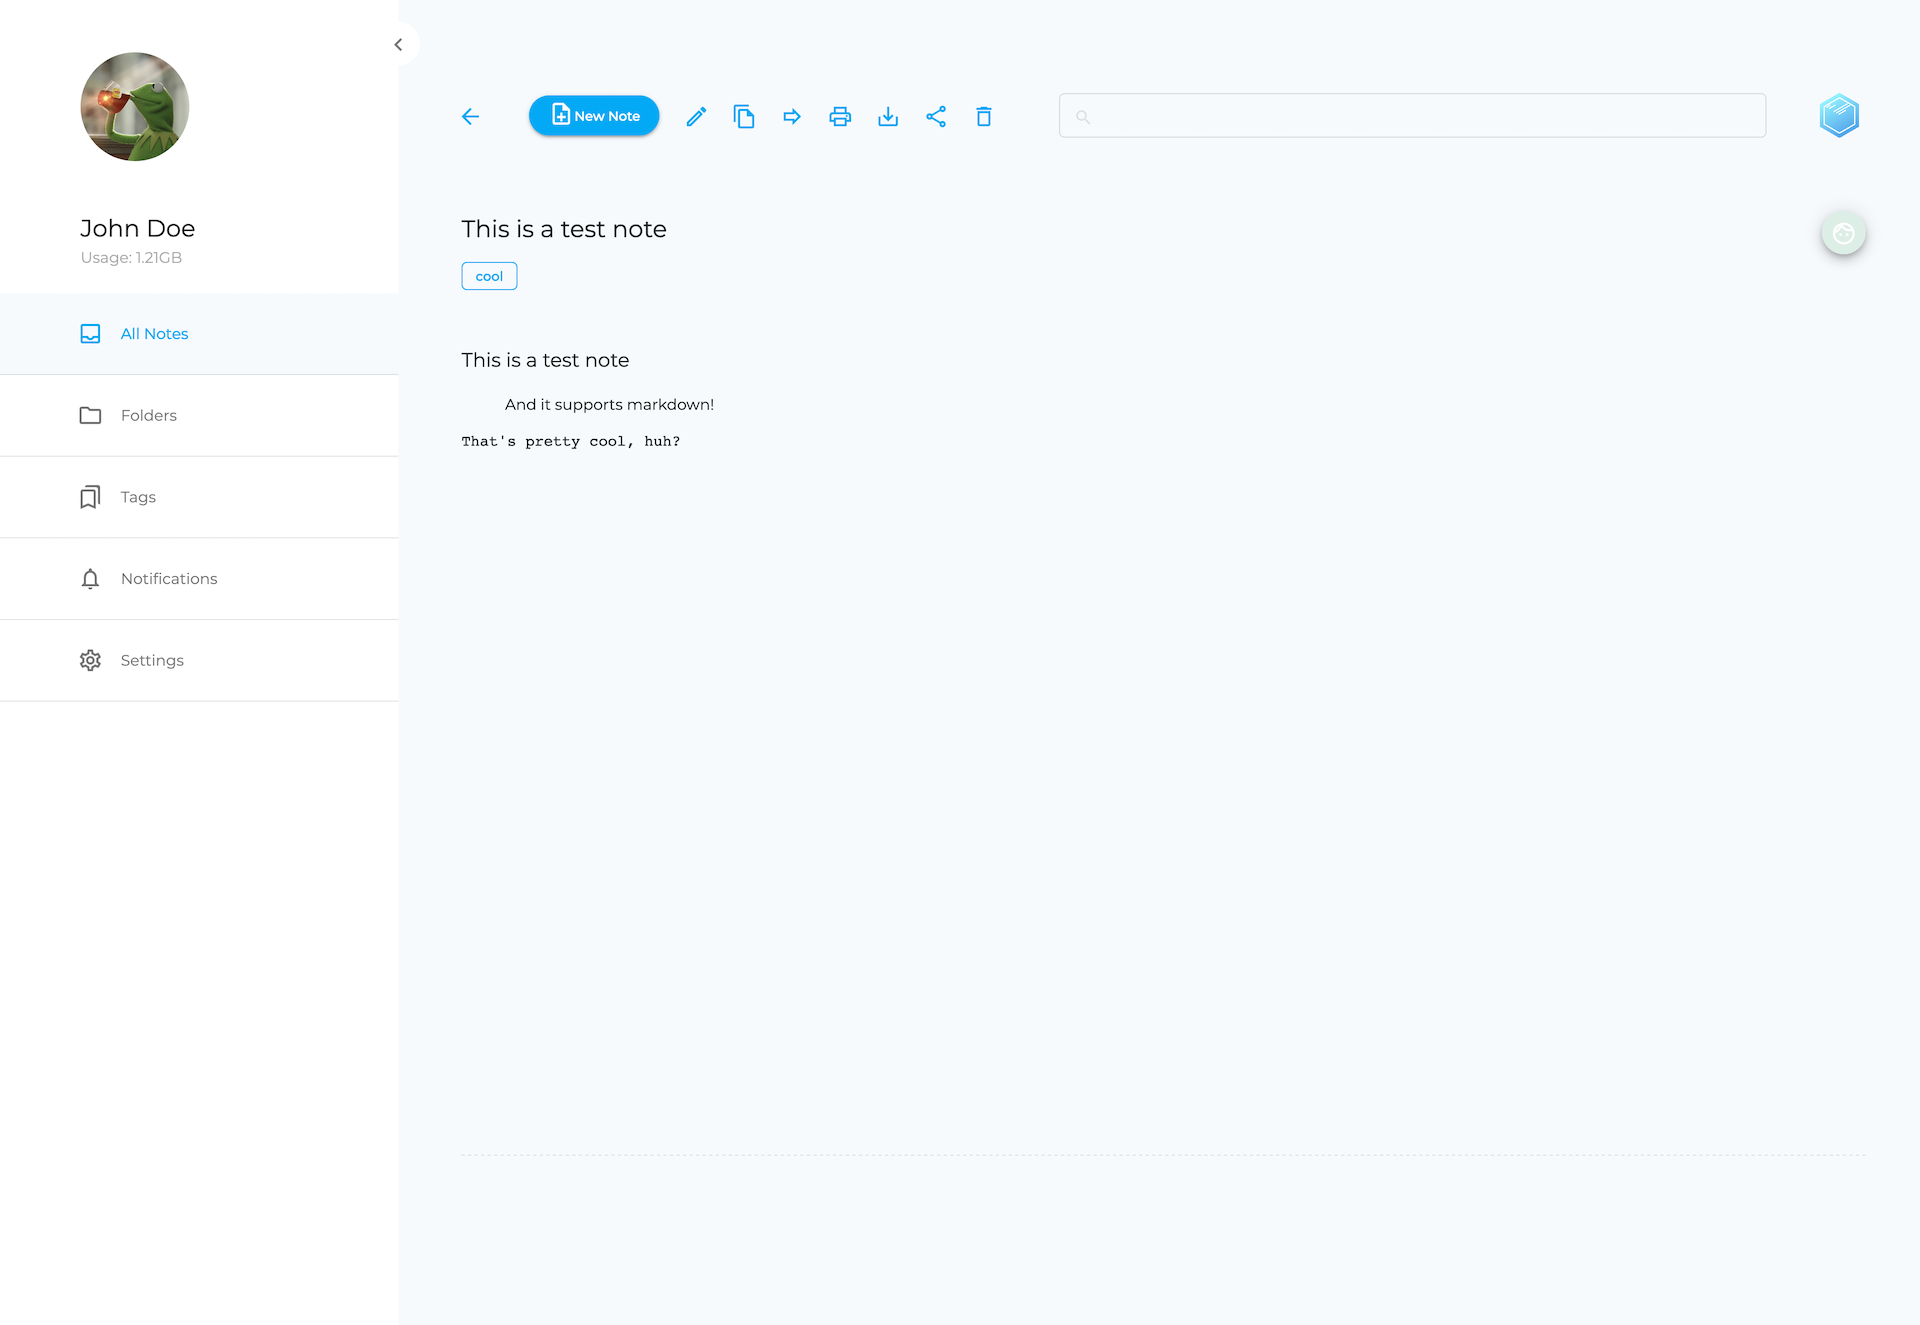 John Doe
Usage: 1.21GB
All Notes
Folders
Tags
Notifications
Settings
New Note
This is a test note
cool
This is a test note
And it supports markdown!
That's pretty cool, huh?